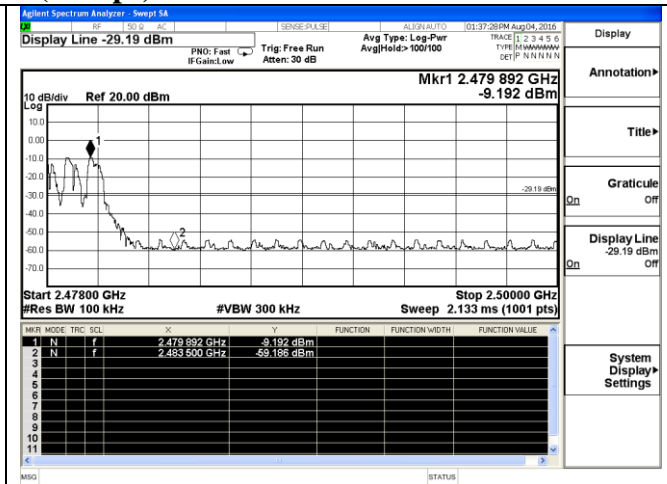 Agilent Spectrum Analyzer - Swept SA
RF 50 Ω AC SENSE:PULSE ALIGN AUTO 01:37:28 PM Aug 04, 2016
Display Line -29.19 dBm
PNO: Fast
IFGain:Low
Trig: Free Run
Atten: 30 dB
Avg Type: Log-Pwr
Avg|Hold:> 100/100
TRACE 1 2 3 4 5 6
TYPE M WWWWW
DET P N N N N N
Mkr1 2.479 892 GHz
-9.192 dBm
10 dB/div Ref 20.00 dBm
Log
10.0
0.00
-10.0
-20.0
-30.0
-40.0
-50.0
-60.0
-70.0
1
2
-29.19 dBm
Start 2.47800 GHz Stop 2.50000 GHz
#Res BW 100 kHz #VBW 300 kHz Sweep 2.133 ms (1001 pts)
MKR MODE TRC SCL X Y FUNCTION FUNCTION WIDTH FUNCTION VALUE
1 N f 2.479 892 GHz -9.192 dBm
2 N f 2.483 500 GHz -59.186 dBm
3
4
5
6
7
8
9
10
11
MSG STATUS
Display
Annotation
Title
Graticule
On Off
Display Line
-29.19 dBm
On Off
System
Display
Settings